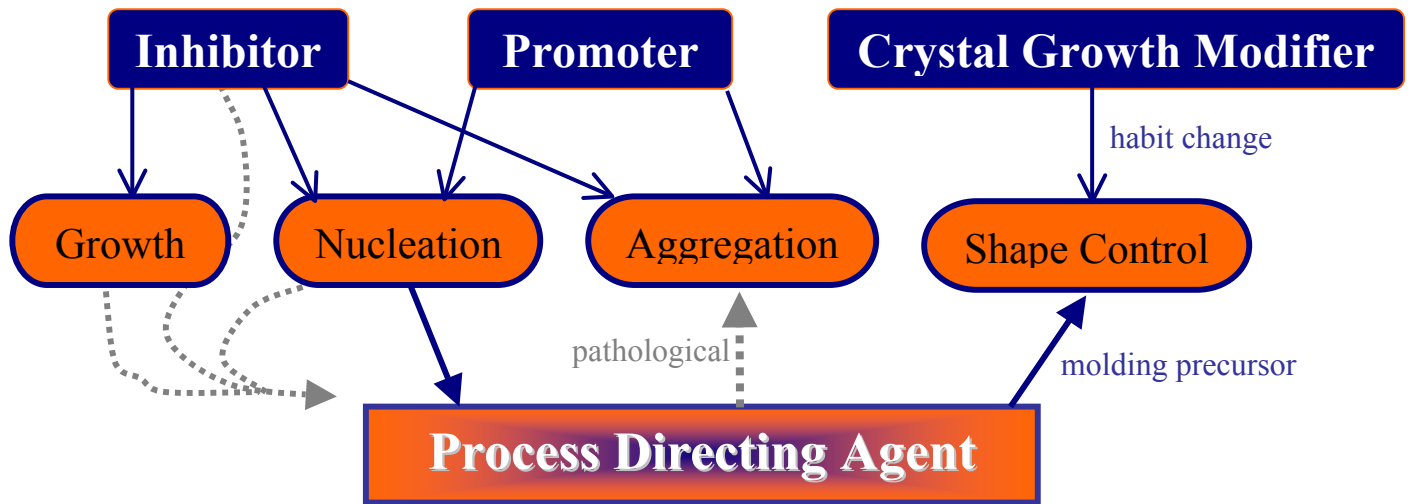 Inhibitor
Promoter
Crystal Growth Modifier
habit change
Growth
Nucleation
Aggregation
Shape Control
pathological
molding precursor
Process Directing Agent